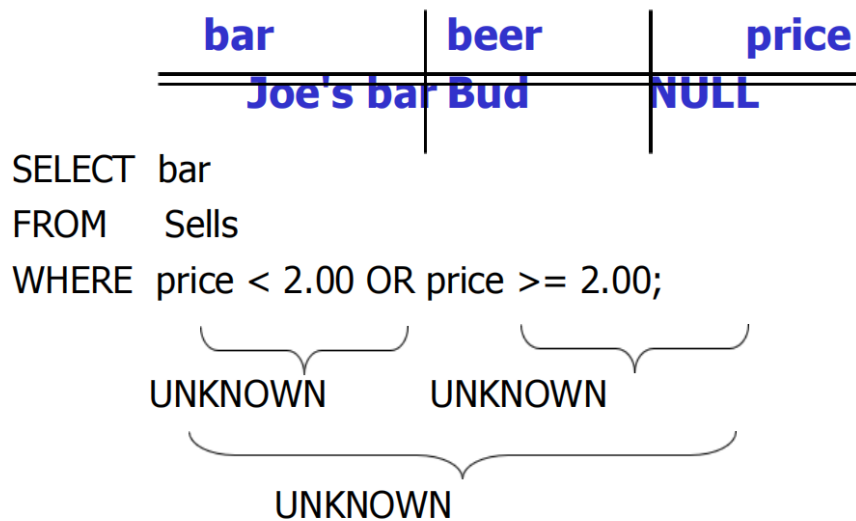 bar beer price
Joe's bar Bud NULL
SELECT bar
FROM Sells
WHERE price < 2.00 OR price >= 2.00;
UNKNOWN UNKNOWN
UNKNOWN